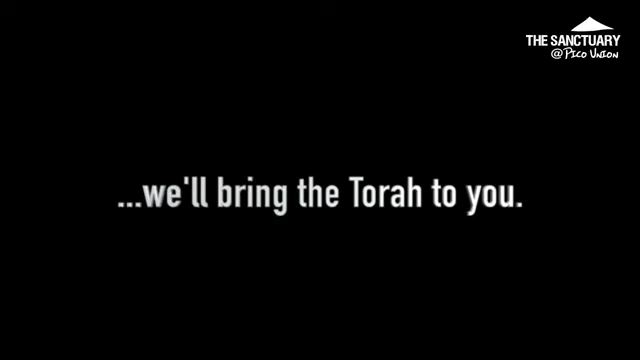 THE SANCTUARY
@PICO UNION
...we'll bring the Torah to you.